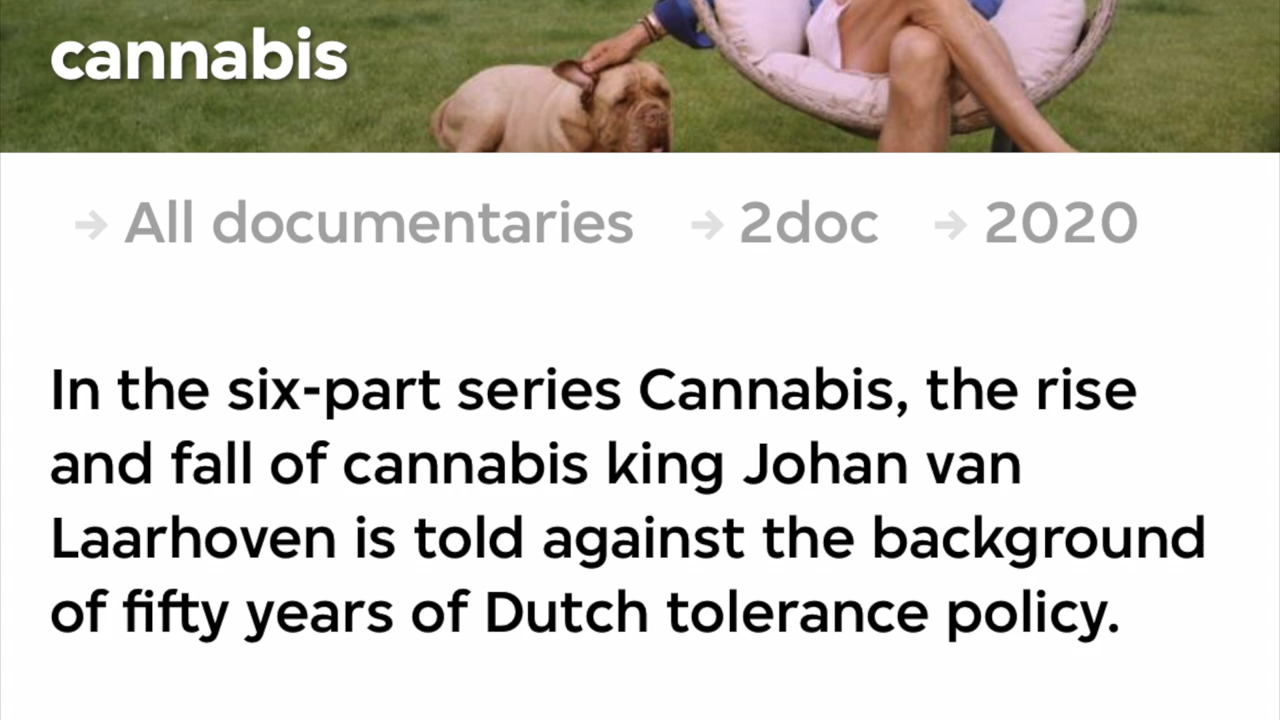 cannabis
All documentaries 2doc 2020
In the six-part series Cannabis, the rise
and fall of cannabis king Johan van
Laarhoven is told against the background
of fifty years of Dutch tolerance policy.